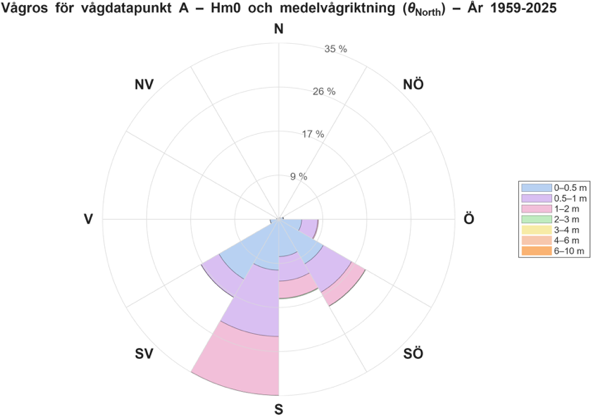 Vågros för vågdatapunkt A – Hm0 och medelvågriktning (θNorth) – År 1959-2025
N
35 %
NV
NÖ
26 %
17 %
9 %
V
Ö
0–0.5 m
0.5–1 m
1–2 m
2–3 m
3–4 m
4–6 m
6–10 m
SV
SÖ
S